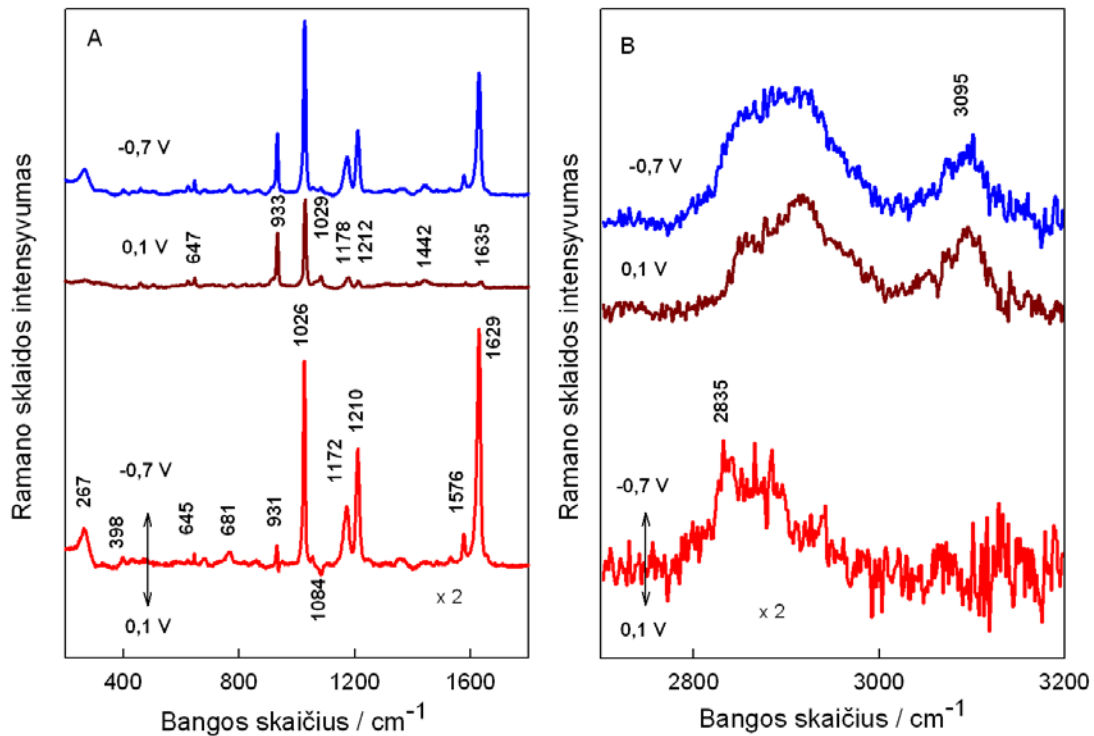 A
-0,7 V
0,1 V
647
933
1029
1178
1212
1442
1635
267
398
-0,7 V
0,1 V
645
681
931
1026
1084
1172
1210
1576
1629
x 2
400
800
1200
1600
Bangos skaičius / cm⁻¹
Ramano sklaidos intensyvumas
B
3095
-0,7 V
0,1 V
2835
-0,7 V
0,1 V
x 2
2800
3000
3200
Bangos skaičius / cm⁻¹
Ramano sklaidos intensyvumas